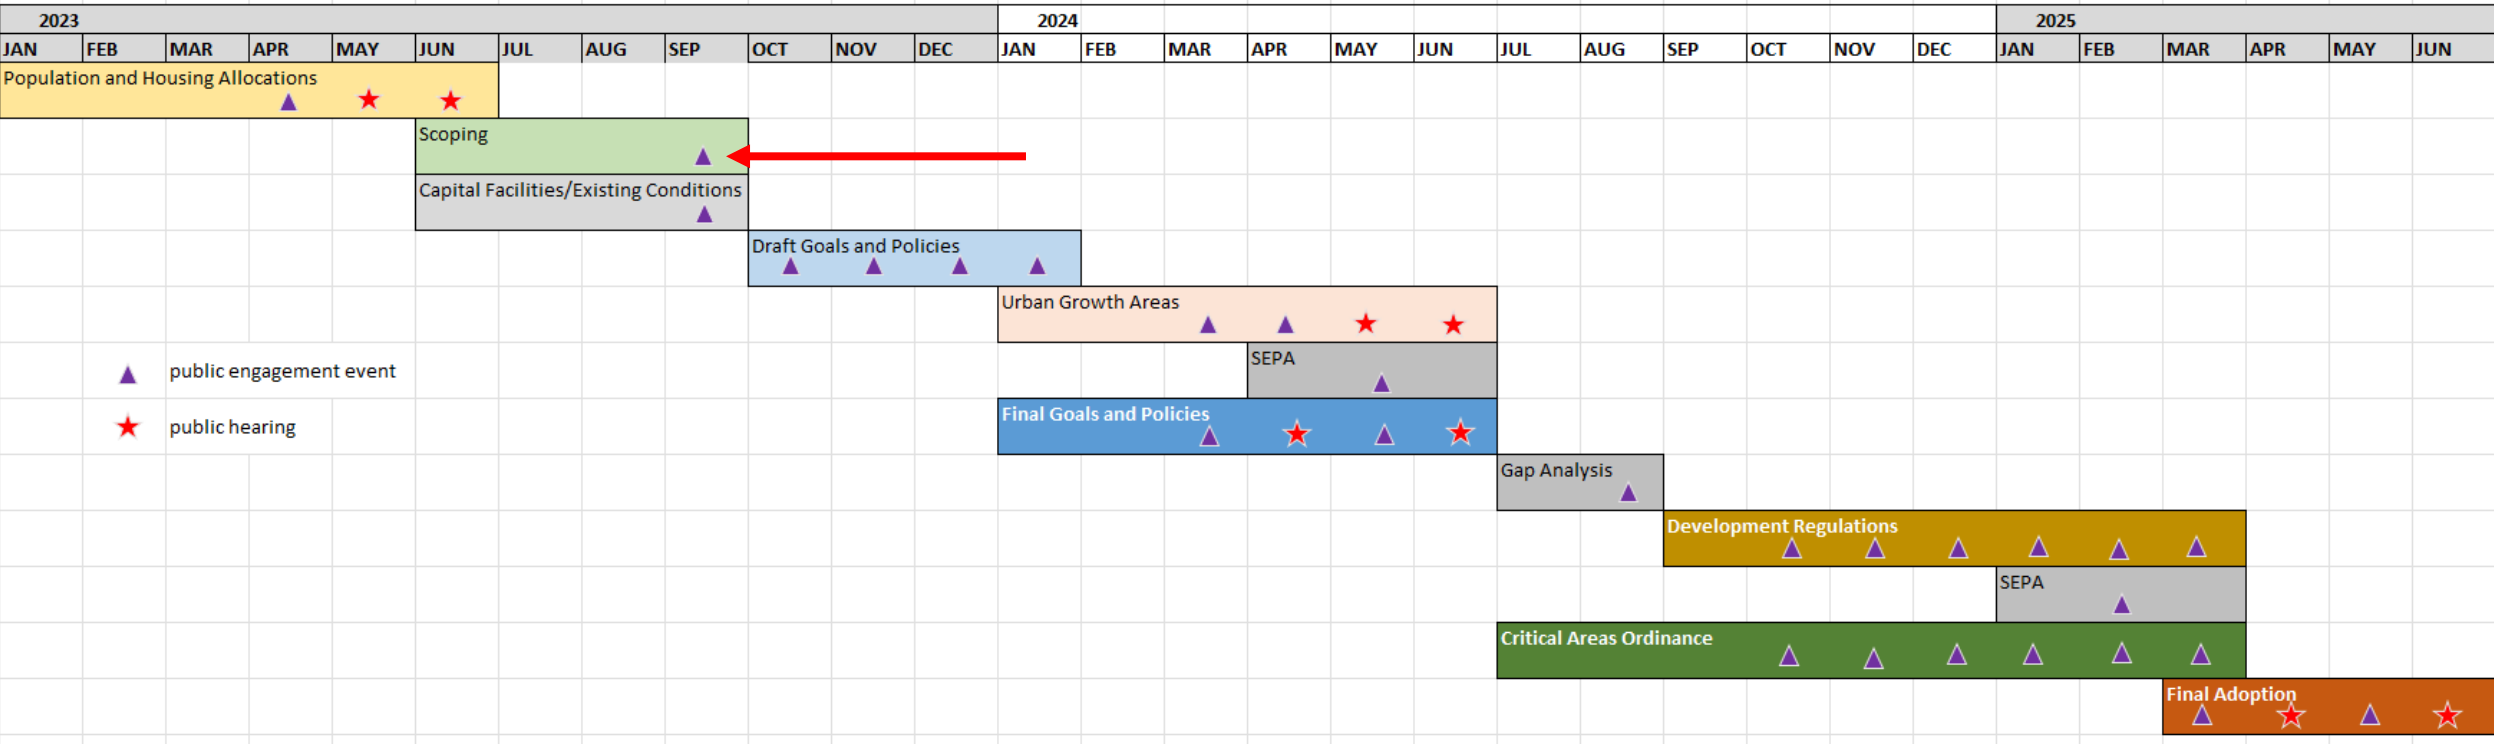 2023 2024 2025
JAN FEB MAR APR MAY JUN JUL AUG SEP OCT NOV DEC JAN FEB MAR APR MAY JUN JUL AUG SEP OCT NOV DEC JAN FEB MAR APR MAY JUN
Population and Housing Allocations
Scoping
Capital Facilities/Existing Conditions
Draft Goals and Policies
Urban Growth Areas
SEPA
public engagement event
Final Goals and Policies
public hearing
Gap Analysis
Development Regulations
SEPA
Critical Areas Ordinance
Final Adoption